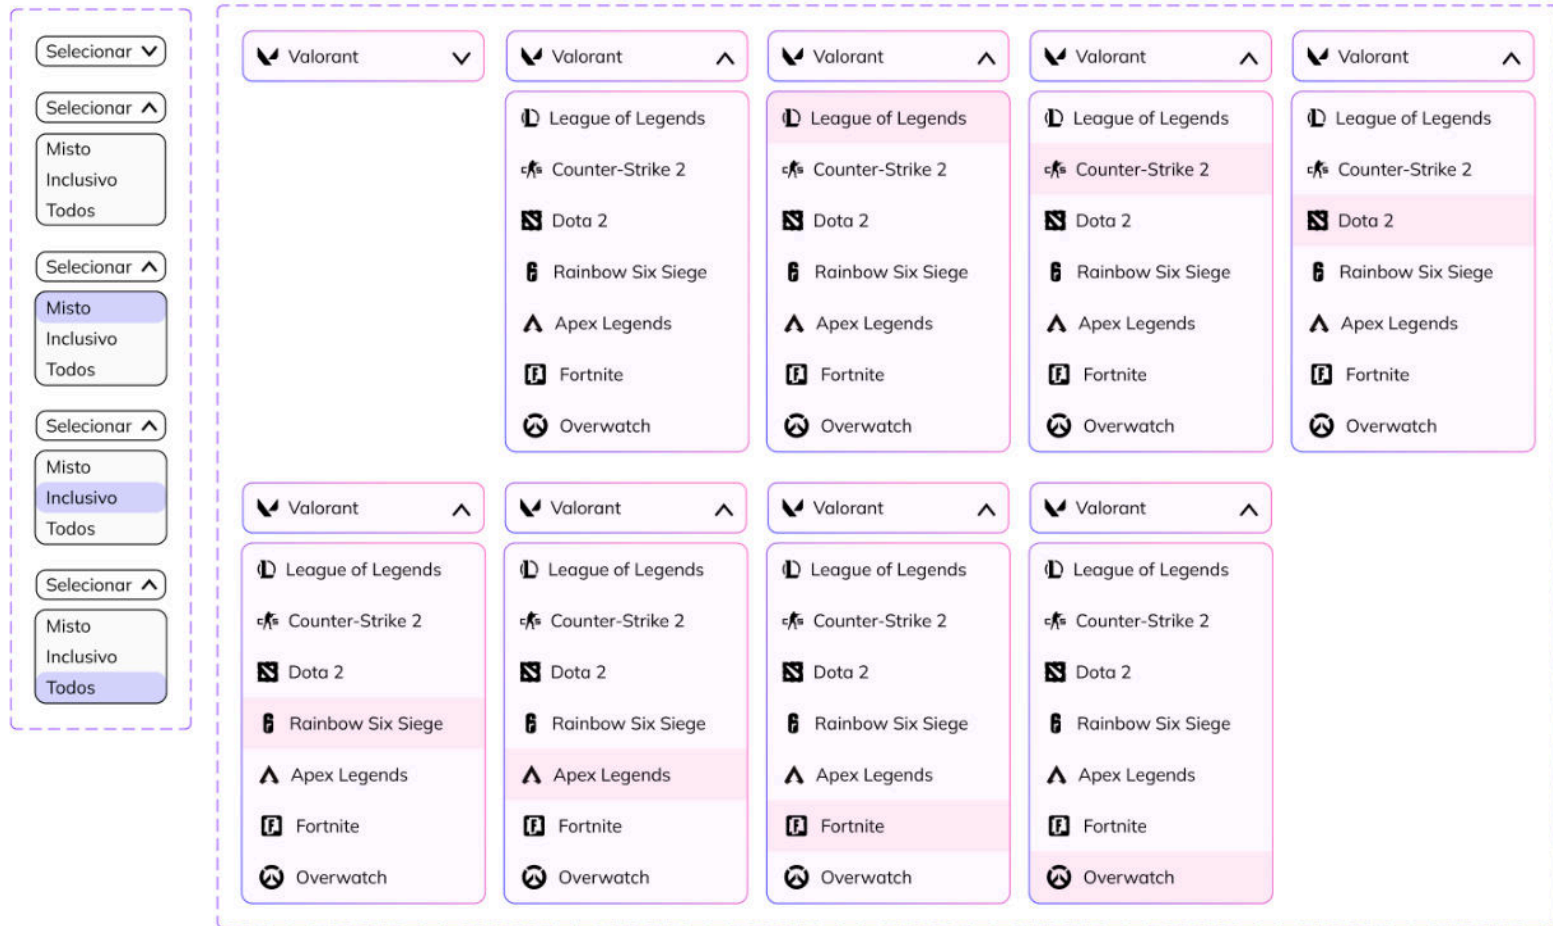 Selecionar
Selecionar
Misto
Inclusivo
Todos
Selecionar
Misto
Inclusivo
Todos
Selecionar
Misto
Inclusivo
Todos
Selecionar
Misto
Inclusivo
Todos
Valorant
Valorant
League of Legends
Counter-Strike 2
Dota 2
Rainbow Six Siege
Apex Legends
Fortnite
Overwatch
Valorant
League of Legends
Counter-Strike 2
Dota 2
Rainbow Six Siege
Apex Legends
Fortnite
Overwatch
Valorant
League of Legends
Counter-Strike 2
Dota 2
Rainbow Six Siege
Apex Legends
Fortnite
Overwatch
Valorant
League of Legends
Counter-Strike 2
Dota 2
Rainbow Six Siege
Apex Legends
Fortnite
Overwatch
Valorant
League of Legends
Counter-Strike 2
Dota 2
Rainbow Six Siege
Apex Legends
Fortnite
Overwatch
Valorant
League of Legends
Counter-Strike 2
Dota 2
Rainbow Six Siege
Apex Legends
Fortnite
Overwatch
Valorant
League of Legends
Counter-Strike 2
Dota 2
Rainbow Six Siege
Apex Legends
Fortnite
Overwatch
Valorant
League of Legends
Counter-Strike 2
Dota 2
Rainbow Six Siege
Apex Legends
Fortnite
Overwatch